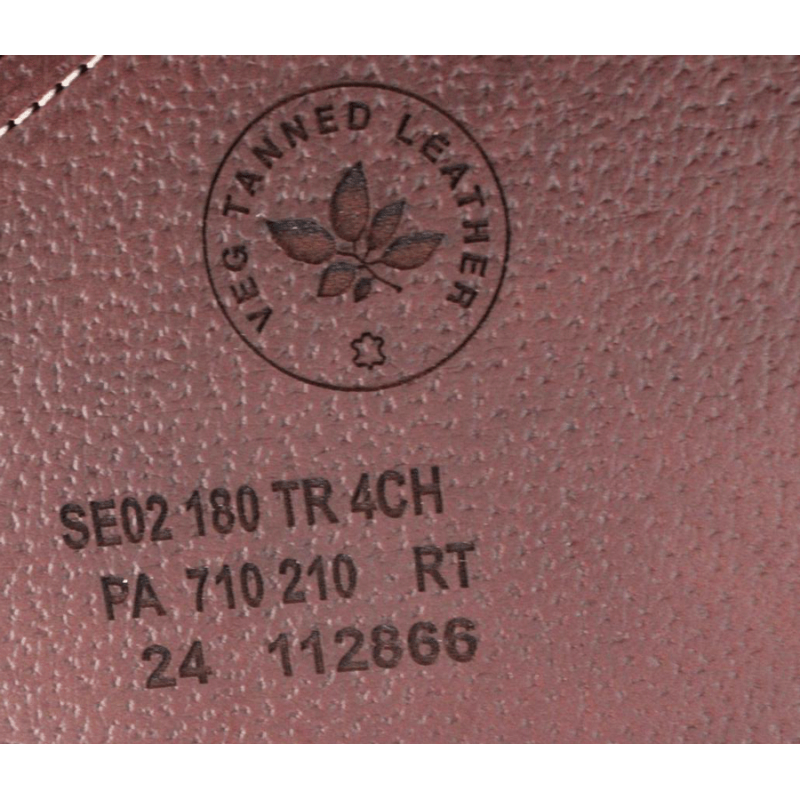 VEG TANNED LEATHER
SE02 180 TR 4CH
PA 710 210 RT
24 112866